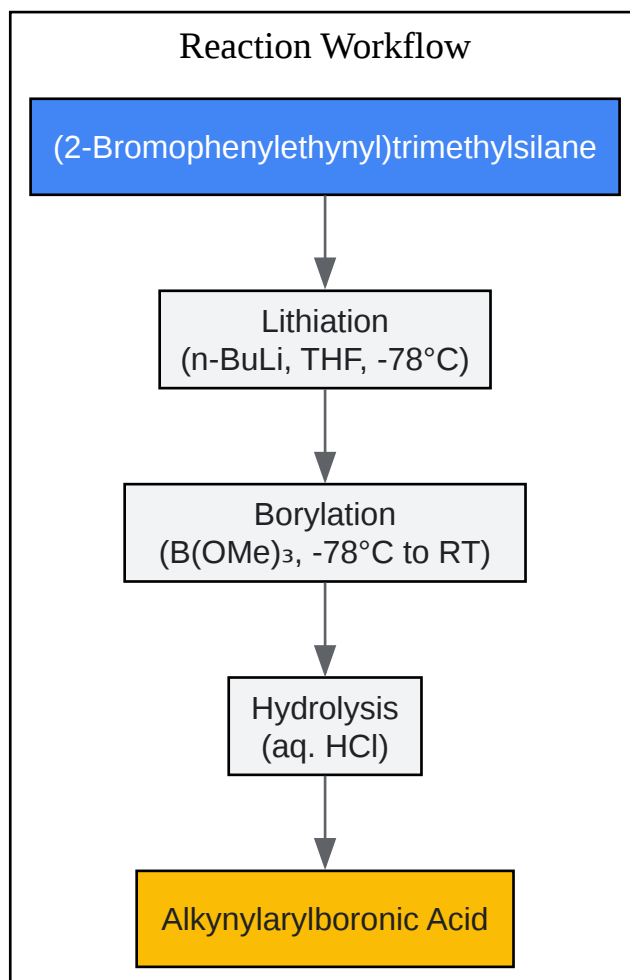 Reaction Workflow
(2-Bromophenylethynyl)trimethylsilane
Lithiation
(n-BuLi, THF, -78°C)
Borylation
(B(OMe)₃, -78°C to RT)
Hydrolysis
(aq. HCl)
Alkynylarylboronic Acid